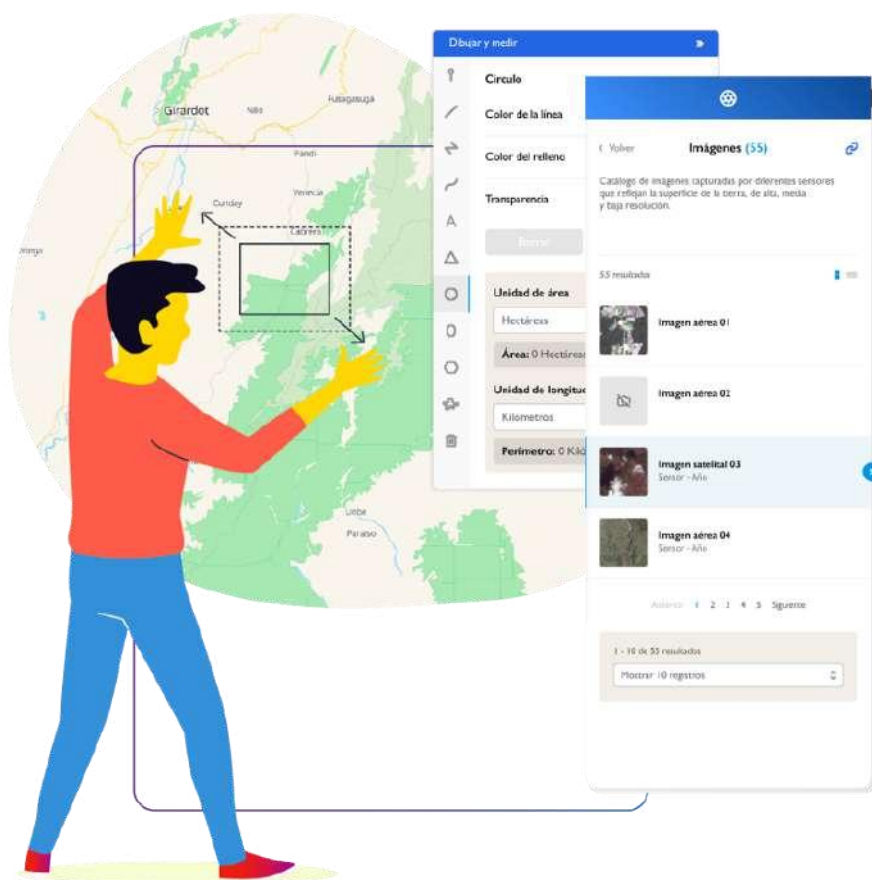 Girardot
Nilo
Fusagasugá
Pandi
Venecia
Cunday
Cabrera
Uribe
Paraíso
Dibujar y medir
Círculo
Color de la línea
Color del relleno
Transparencia
Borrar
Unidad de área
Hectáreas
Área: 0 Hectáreas
Unidad de longitud
Kilometros
Perímetro: 0 Kiló
Volver
Imágenes (55)
Catálogo de imágenes capturadas por diferentes sensores
que reflejan la superficie de la tierra, de alta, media
y baja resolución.
55 resultados
Imagen aérea 01
Imagen aérea 02
Imagen satelital 03
Sensor - Año
Imagen aérea 04
Sensor - Año
Anterior 1 2 3 4 5 Siguiente
1 - 10 de 55 resultados
Mostrar 10 registros